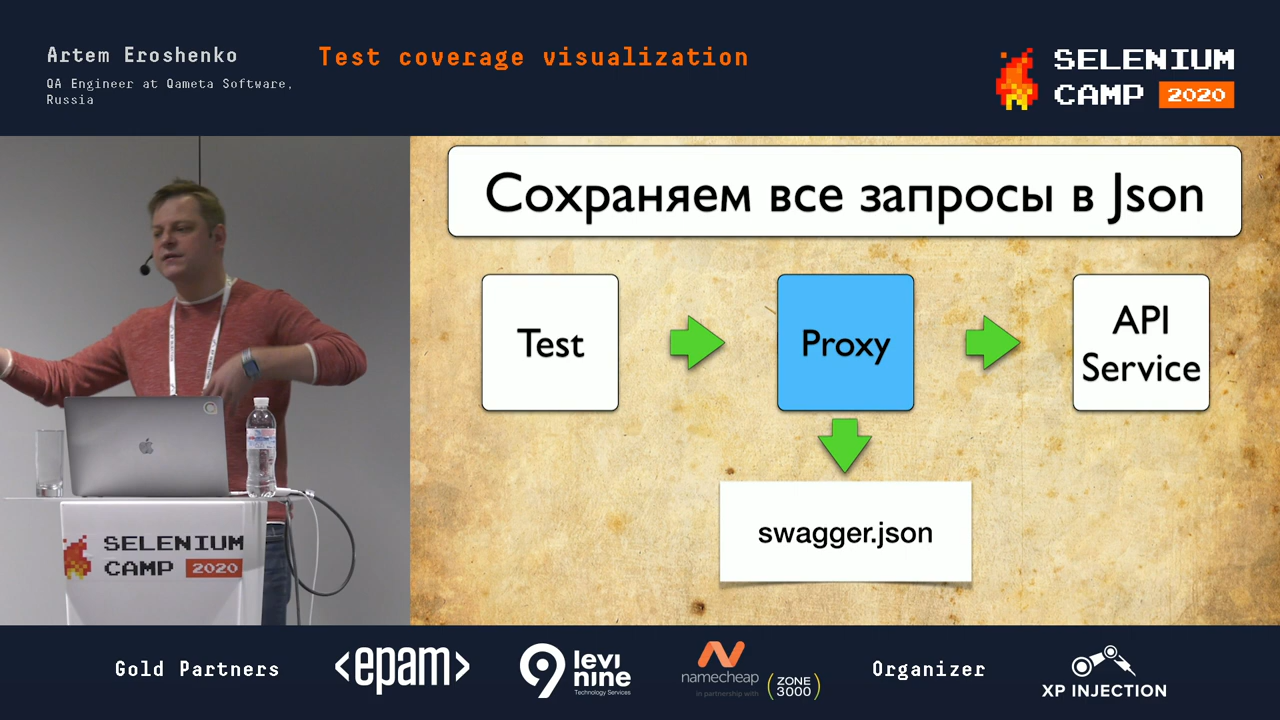 Artem Eroshenko
QA Engineer at Qameta Software,
Russia
Test coverage visualization
SELENIUM
CAMP 2020
Сохраняем все запросы в Json
Test
Proxy
API
Service
swagger.json
SELENIUM
CAMP 2020
Gold Partners
<epam>
9 levi
nine
Technology Services
namecheap
in partnership with
ZONE
3000
Organizer
XP INJECTION